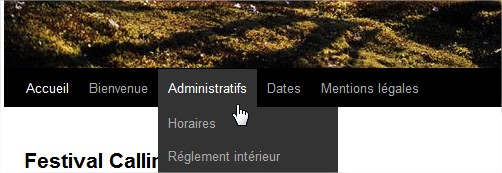 Accueil Bienvenue Administratifs Dates Mentions légales
Horaires
Réglement intérieur
Festival Callin